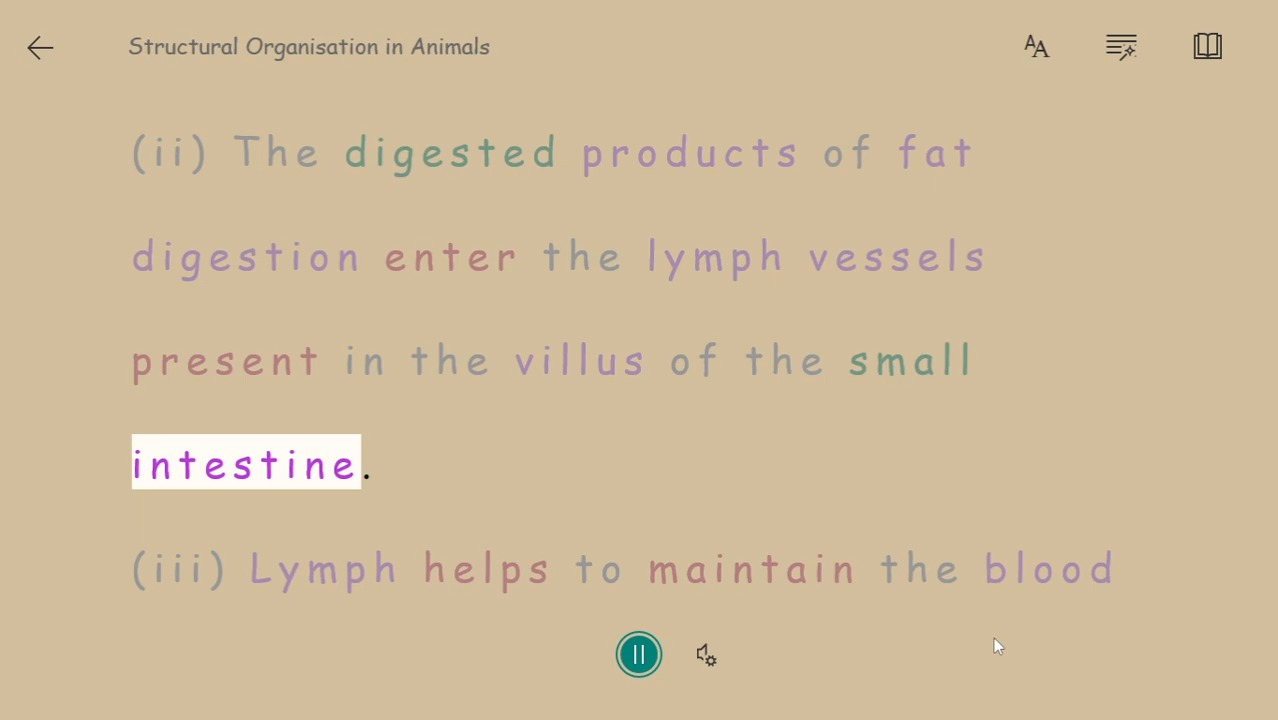 Structural Organisation in Animals
(ii) The digested products of fat
digestion enter the lymph vessels
present in the villus of the small
intestine.
(iii) Lymph helps to maintain the blood